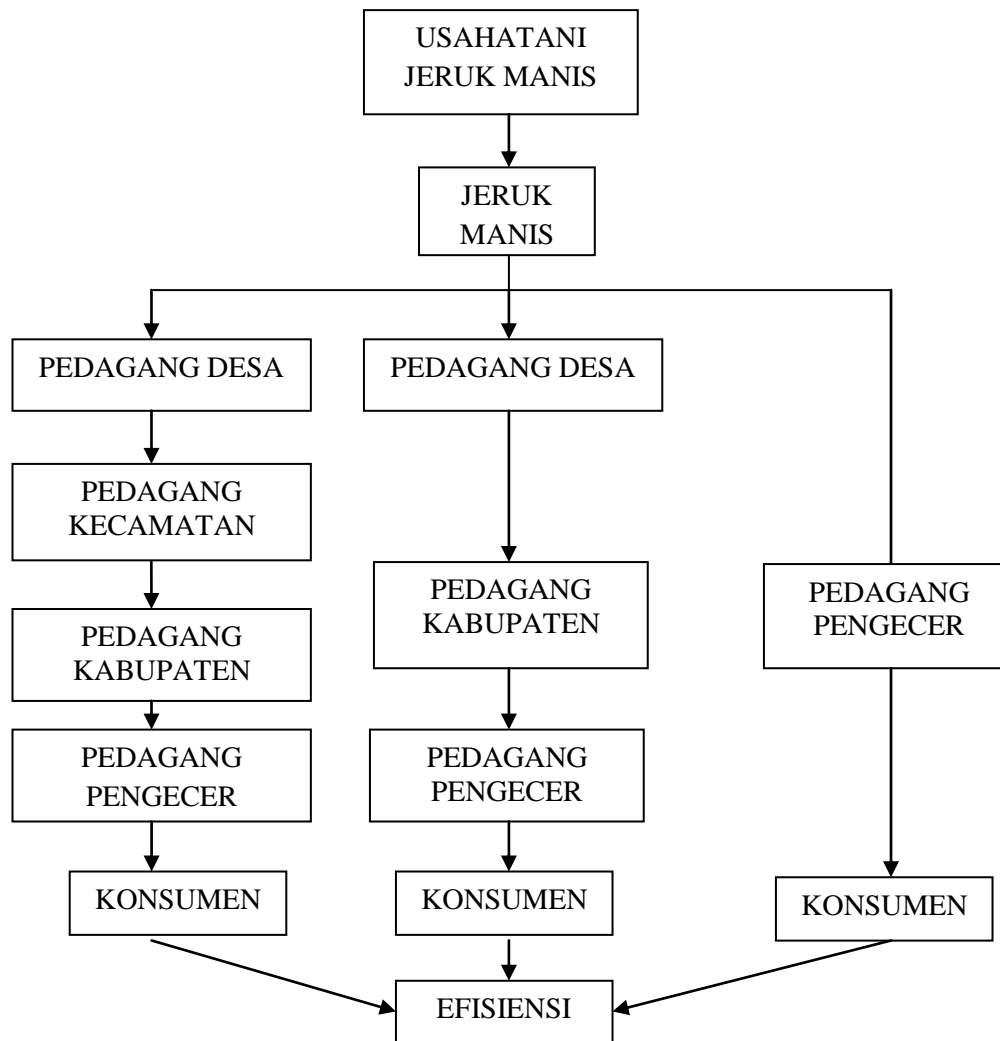 USAHATANI
JERUK MANIS
JERUK
MANIS
PEDAGANG DESA
PEDAGANG KECAMATAN
PEDAGANG
KABUPATEN
PEDAGANG
PENGECER
KONSUMEN
PEDAGANG DESA
PEDAGANG
KABUPATEN
PEDAGANG
PENGECER
KONSUMEN
PEDAGANG
PENGECER
KONSUMEN
EFISIENSI